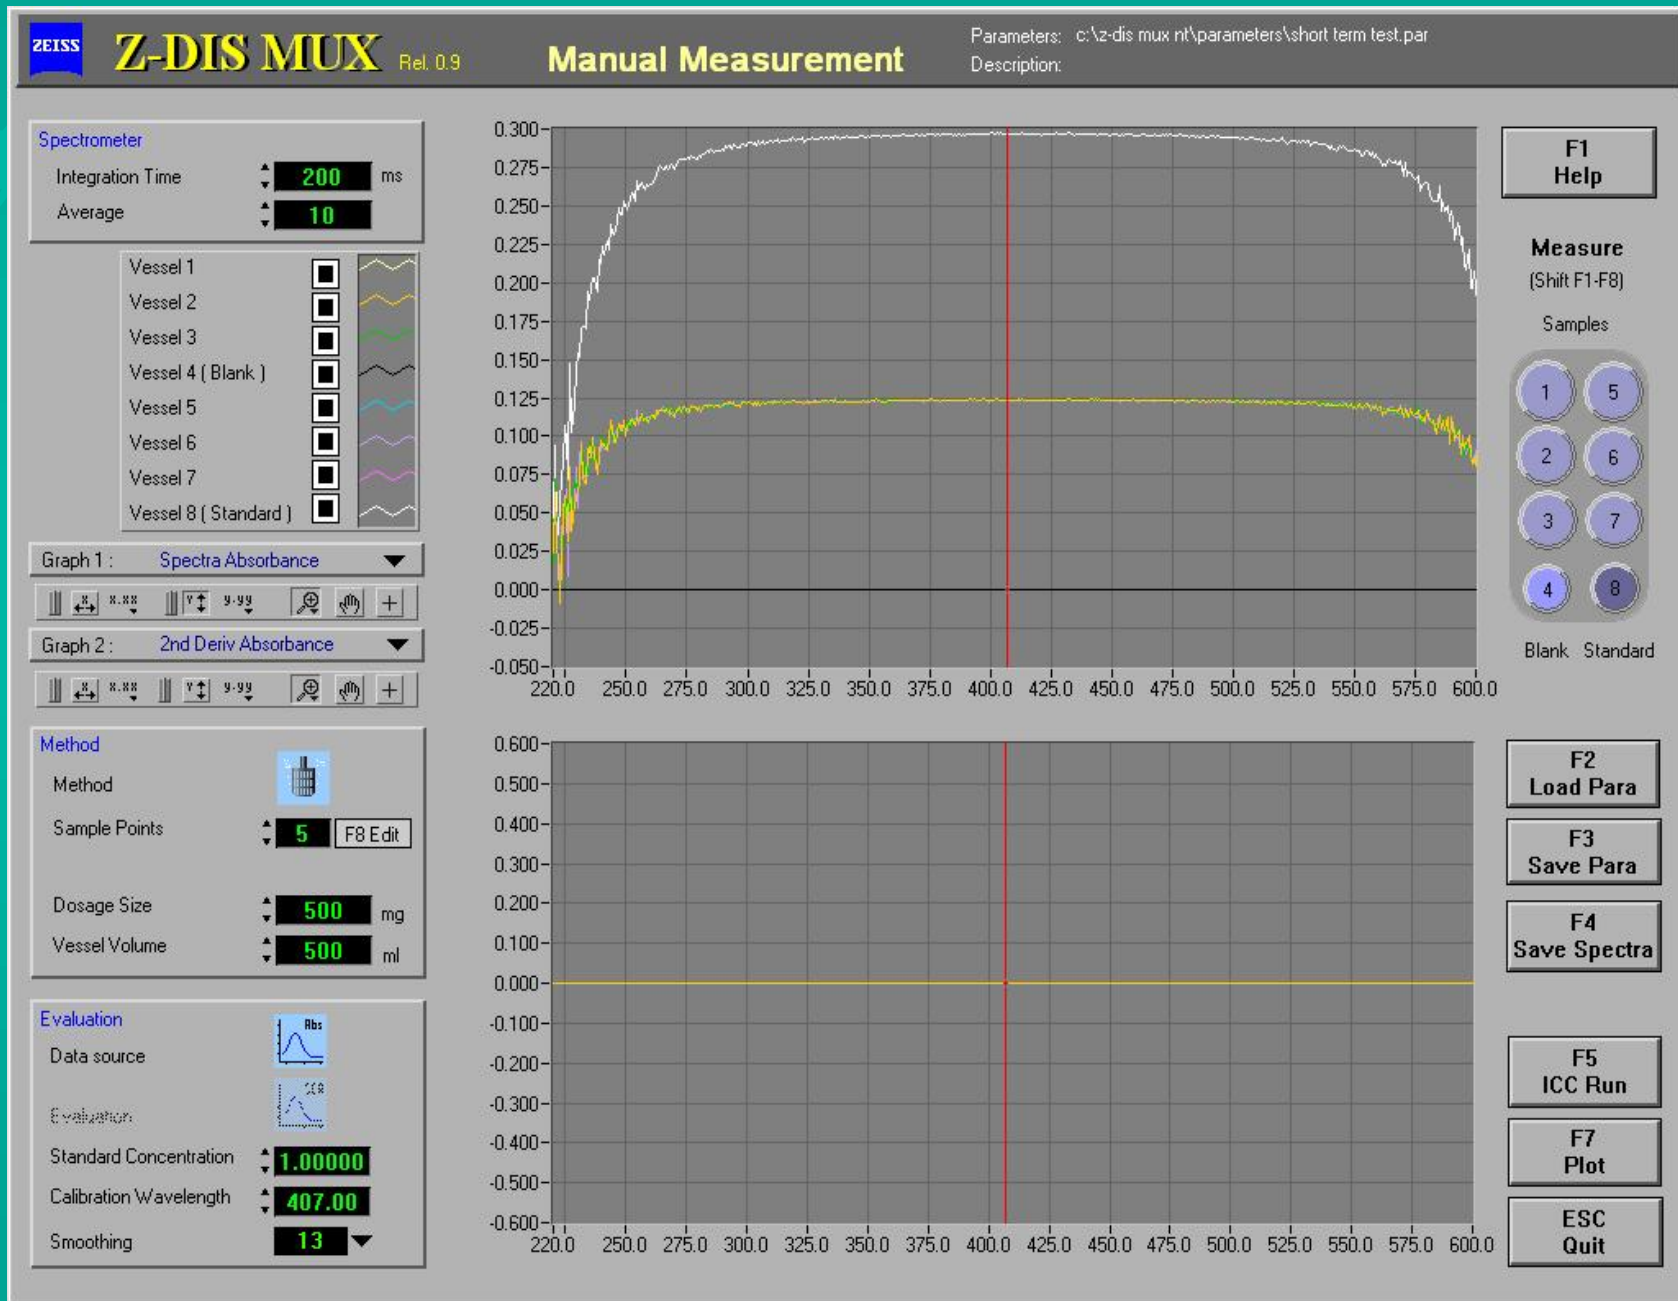 ZEISS
Z-DIS MUX Rel. 0.9
Manual Measurement
Parameters: c:\z-dis mux nt\parameters\short term test.par
Description:
Spectrometer
Integration Time 200 ms
Average 10
Vessel 1
Vessel 2
Vessel 3
Vessel 4 ( Blank )
Vessel 5
Vessel 6
Vessel 7
Vessel 8 ( Standard )
Graph 1 : Spectra Absorbance
X X.XX Y Y.YY
Graph 2 : 2nd Deriv Absorbance
X X.XX Y Y.YY
Method
Method
Sample Points 5 F8 Edit
Dosage Size 500 mg
Vessel Volume 500 ml
Evaluation
Abs
Data source
Evaluation
Standard Concentration 1.00000
Calibration Wavelength 407.00
Smoothing 13
0.300
0.275
0.250
0.225
0.200
0.175
0.150
0.125
0.100
0.075
0.050
0.025
0.000
-0.025
-0.050
220.0 250.0 275.0 300.0 325.0 350.0 375.0 400.0 425.0 450.0 475.0 500.0 525.0 550.0 575.0 600.0
0.600
0.500
0.400
0.300
0.200
0.100
0.000
-0.100
-0.200
-0.300
-0.400
-0.500
-0.600
220.0 250.0 275.0 300.0 325.0 350.0 375.0 400.0 425.0 450.0 475.0 500.0 525.0 550.0 575.0 600.0
F1
Help
Measure
(Shift F1-F8)
Samples
1 5
2 6
3 7
4 8
Blank Standard
F2
Load Para
F3
Save Para
F4
Save Spectra
F5
ICC Run
F7
Plot
ESC
Quit